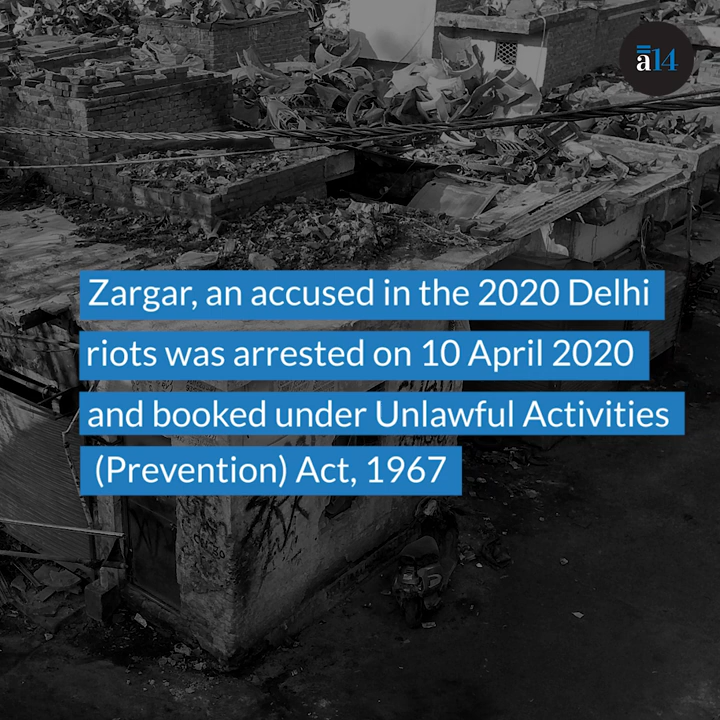 ā14
Zargar, an accused in the 2020 Delhi
riots was arrested on 10 April 2020
and booked under Unlawful Activities
(Prevention) Act, 1967